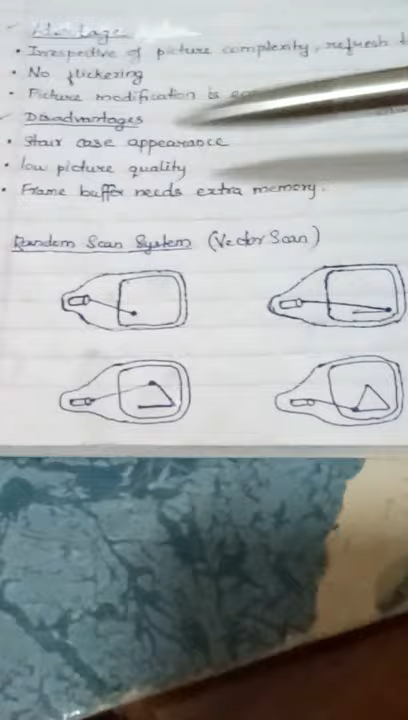 Advantages
• Irrespective of picture complexity, refresh
• No flickering
• Picture modification is
✓ Disadvantages
• Stair case appearance
• low picture quality
• Frame buffer needs extra memory.
Random Scan System (Vector Scan)